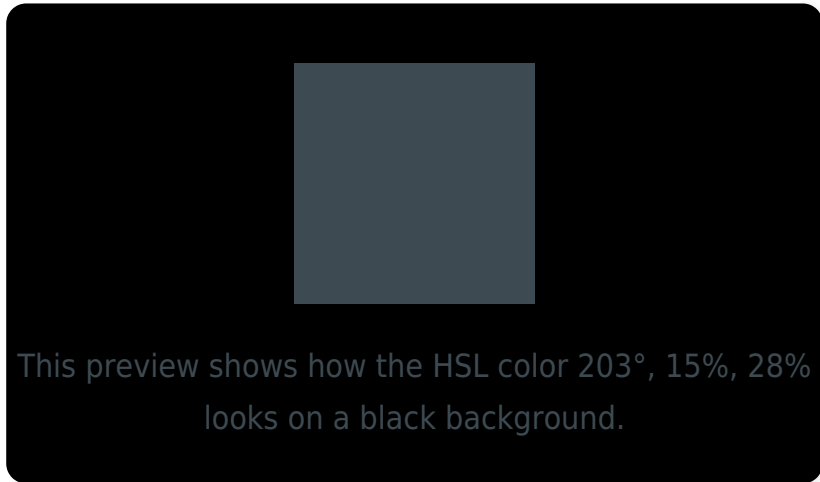 This preview shows how the HSL color 203°, 15%, 28%
looks on a black background.